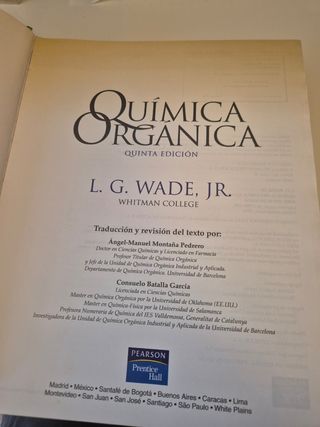 QUÍMICA
ORGÁNICA
QUINTA EDICIÓN
L. G. WADE, JR.
WHITMAN COLLEGE
Traducción y revisión del texto por:
Ángel-Manuel Montaña Pedrero
Doctor en Ciencias Químicas y Licenciado en Farmacia
Profesor Titular de Química Orgánica
y Jefe de la Unidad de Química Orgánica Industrial y Aplicada.
Departamento de Química Orgánica. Universidad de Barcelona
Consuelo Batalla García
Licenciada en Ciencias Químicas
Master en Química Orgánica por la Universidad de Oklahoma (EE.UU.)
Master en Química-Física por la Universidad de Salamanca
Profesora Numeraria de Química del IES Valldemossa, Generalitat de Catalunya
Investigadora de la Unidad de Química Orgánica Industrial y Aplicada de la Universidad de Barcelona
PEARSON
Prentice
Hall
Madrid • México • Santafé de Bogotá • Buenos Aires • Caracas • Lima
Montevideo • San Juan • San José • Santiago • São Paulo • White Plains